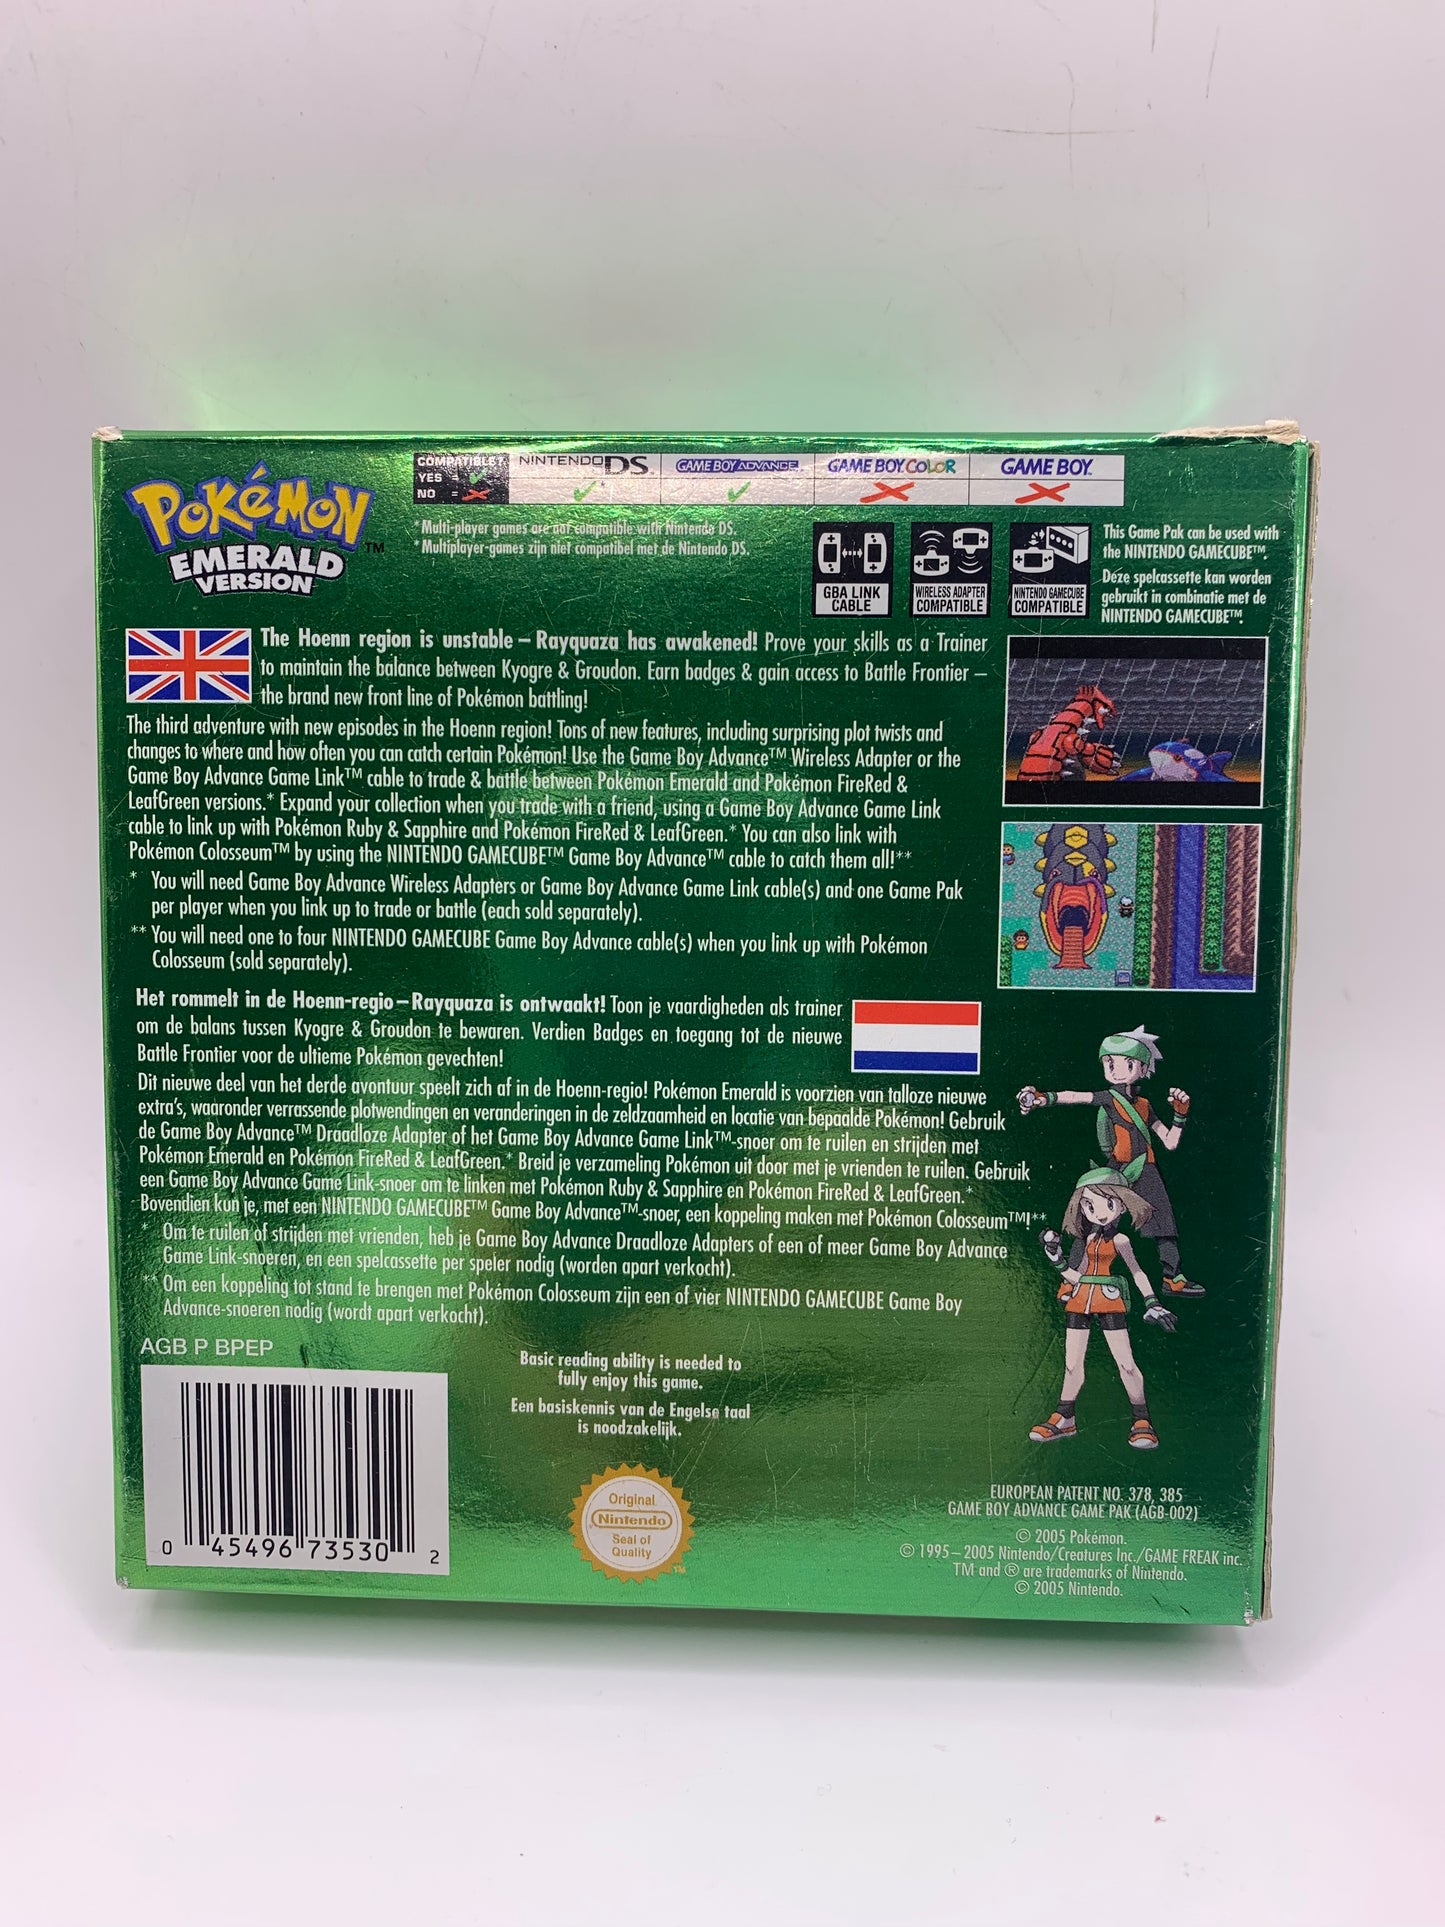 Pokémon™
EMERALD
VERSION
COMPATIBLE?
YES =
NO =
NINTENDO DS™
GAME BOY ADVANCE
GAME BOY COLOR
GAME BOY
*Multi-player games are not compatible with Nintendo DS.
*Multiplayer-games zijn niet compatibel met de Nintendo DS.
GBA LINK
CABLE
WIRELESS ADAPTER
COMPATIBLE
NINTENDO GAMECUBE
COMPATIBLE
This Game Pak can be used with
the NINTENDO GAMECUBE™.
Deze spelcassette kan worden
gebruikt in combinatie met de
NINTENDO GAMECUBE™.
The Hoenn region is unstable – Rayquaza has awakened! Prove your skills as a Trainer
to maintain the balance between Kyogre & Groudon. Earn badges & gain access to Battle Frontier –
the brand new front line of Pokémon battling!
The third adventure with new episodes in the Hoenn region! Tons of new features, including surprising plot twists and
changes to where and how often you can catch certain Pokémon! Use the Game Boy Advance™ Wireless Adapter or the
Game Boy Advance Game Link™ cable to trade & battle between Pokémon Emerald and Pokémon FireRed &
LeafGreen versions.* Expand your collection when you trade with a friend, using a Game Boy Advance Game Link
cable to link up with Pokémon Ruby & Sapphire and Pokémon FireRed & LeafGreen.* You can also link with
Pokémon Colosseum™ by using the NINTENDO GAMECUBE™ Game Boy Advance™ cable to catch them all!**
* You will need Game Boy Advance Wireless Adapters or Game Boy Advance Game Link cable(s) and one Game Pak
per player when you link up to trade or battle (each sold separately).
** You will need one to four NINTENDO GAMECUBE Game Boy Advance cable(s) when you link up with Pokémon
Colosseum (sold separately).
Het rommelt in de Hoenn-regio – Rayquaza is ontwaakt! Toon je vaardigheden als trainer
om de balans tussen Kyogre & Groudon te bewaren. Verdien Badges en toegang tot de nieuwe
Battle Frontier voor de ultieme Pokémon gevechten!
Dit nieuwe deel van het derde avontuur speelt zich af in de Hoenn-regio! Pokémon Emerald is voorzien van talloze nieuwe
extra's, waaronder verrassende plotwendingen en veranderingen in de zeldzaamheid en locatie van bepaalde Pokémon! Gebruik
de Game Boy Advance™ Draadloze Adapter of het Game Boy Advance Game Link™-snoer om te ruilen en strijden met
Pokémon Emerald en Pokémon FireRed & LeafGreen.* Breid je verzameling Pokémon uit door met je vrienden te ruilen. Gebruik
een Game Boy Advance Game Link-snoer om te linken met Pokémon Ruby & Sapphire en Pokémon FireRed & LeafGreen.*
Bovendien kun je, met een NINTENDO GAMECUBE™ Game Boy Advance™-snoer, een koppeling maken met Pokémon Colosseum™!**
* Om te ruilen of strijden met vrienden, heb je Game Boy Advance Draadloze Adapters of een of meer Game Boy Advance
Game Link-snoeren, en een spelcassette per speler nodig (worden apart verkocht).
** Om een koppeling tot stand te brengen met Pokémon Colosseum zijn een of vier NINTENDO GAMECUBE Game Boy
Advance-snoeren nodig (wordt apart verkocht).
AGB P BPEP
Basic reading ability is needed to
fully enjoy this game.
Een basiskennis van de Engelse taal
is noodzakelijk.
0 45496 73530 2
Original
Nintendo
Seal of
Quality
TM
EUROPEAN PATENT NO. 378, 385
GAME BOY ADVANCE GAME PAK (AGB-002)
© 2005 Pokémon.
© 1995–2005 Nintendo/Creatures Inc./GAME FREAK inc.
TM and ® are trademarks of Nintendo.
© 2005 Nintendo.